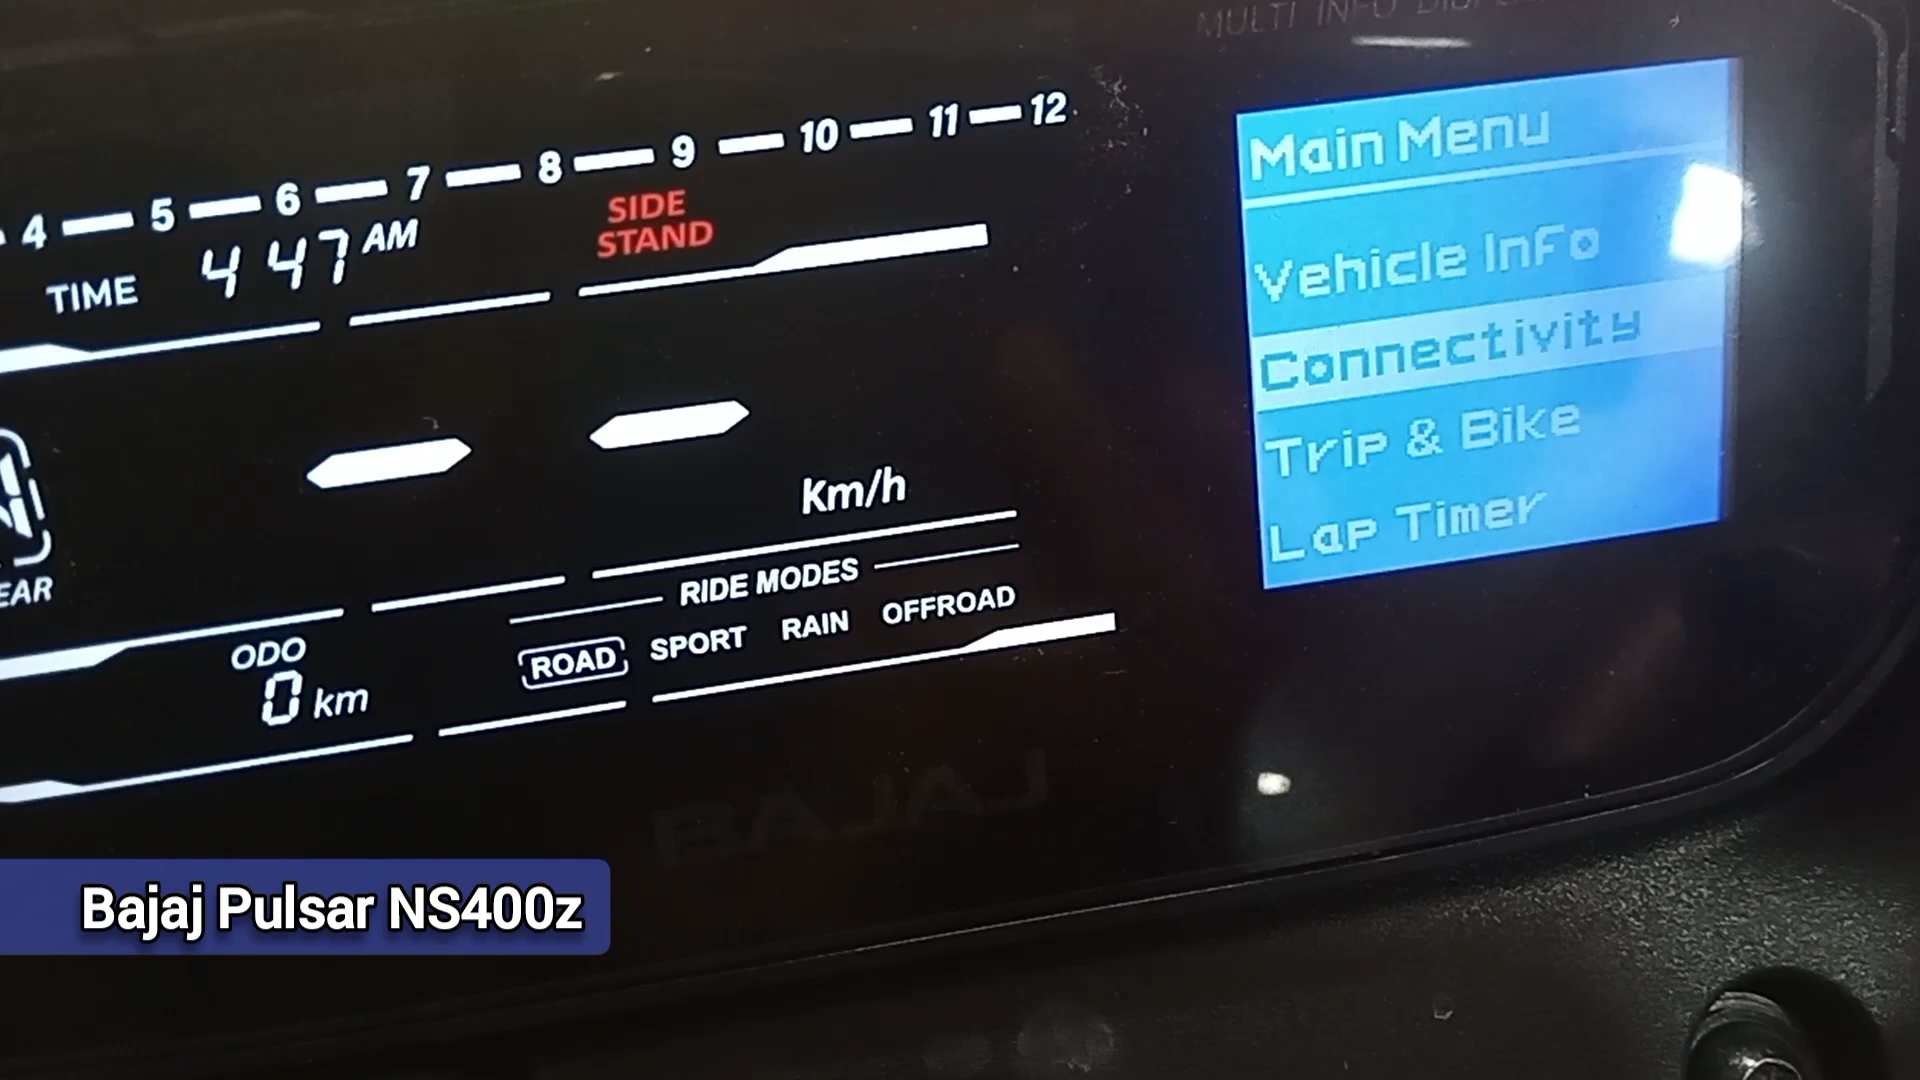 MULTI INFO
4 5 6 7 8 9 10 11 12
TIME 4 47 AM
SIDE
STAND
Km/h
N
EAR
RIDE MODES
ROAD SPORT RAIN OFFROAD
ODO
0 km
BAJAJ
Main Menu
Vehicle Info
Connectivity
Trip & Bike
Lap Timer
Bajaj Pulsar NS400z